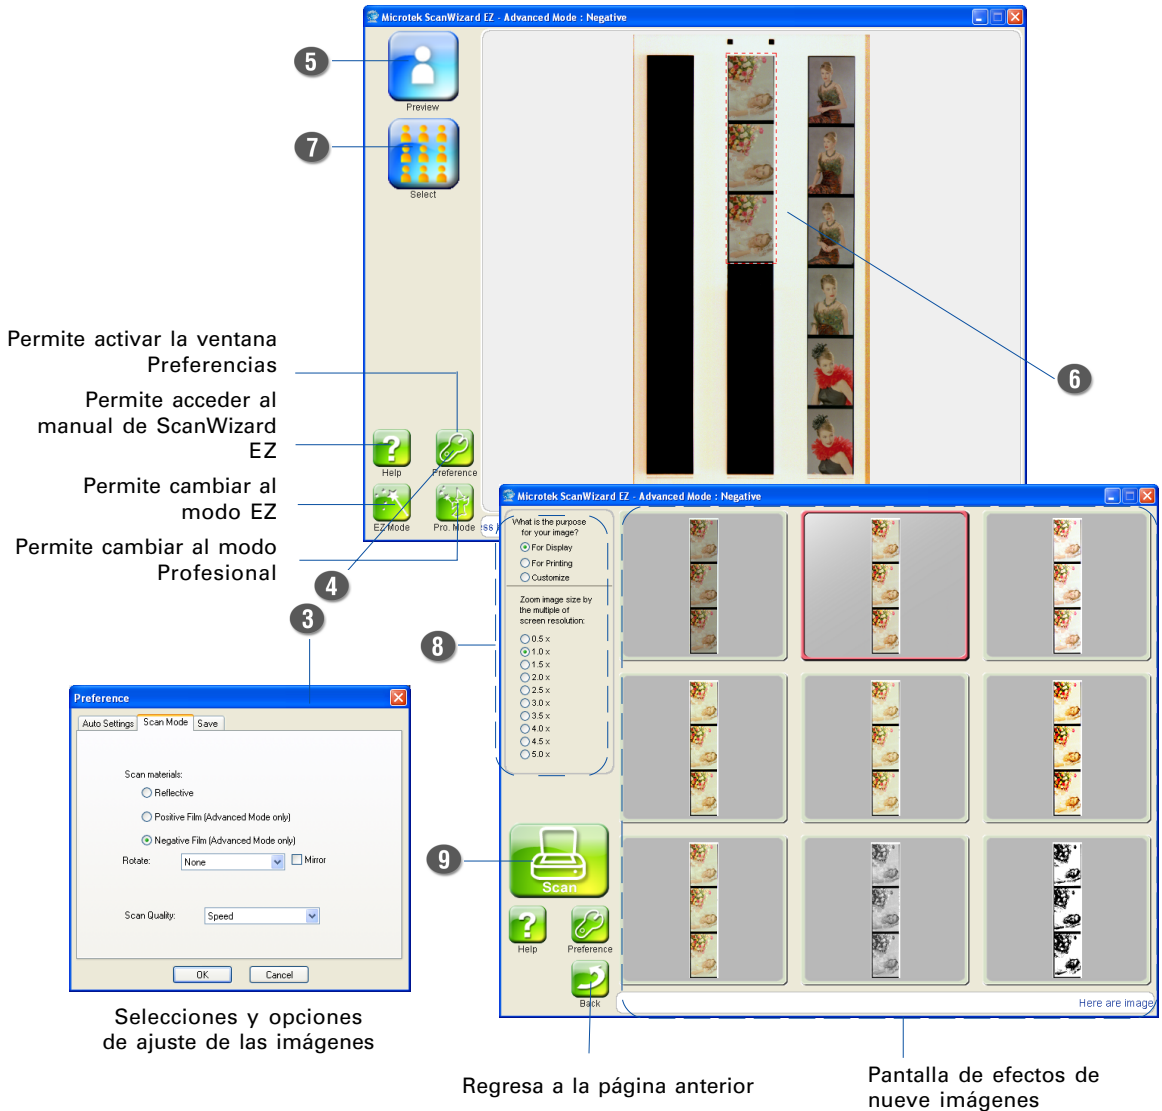 Microtek ScanWizard EZ - Advanced Mode : Negative
5
Preview
7
Select
6
Permite activar la ventana
Preferencias
Permite acceder al
manual de ScanWizard
EZ
Permite cambiar al
modo EZ
Permite cambiar al modo
Profesional
Help
Preference
EZ Mode
Pro. Mode
4
3
Preference
Auto Settings
Scan Mode
Save
Scan materials:
Reflective
Positive Film (Advanced Mode only)
Negative Film (Advanced Mode only)
Rotate:
None
Mirror
Scan Quality:
Speed
OK
Cancel
Selecciones y opciones
de ajuste de las imágenes
Microtek ScanWizard EZ - Advanced Mode : Negative
What is the purpose
for your image?
For Display
For Printing
Customize
Zoom image size by
the multiple of
screen resolution:
0.5 x
1.0 x
1.5 x
2.0 x
2.5 x
3.0 x
3.5 x
4.0 x
4.5 x
5.0 x
8
9
Scan
Help
Preference
Back
Here are image
Regresa a la página anterior
Pantalla de efectos de
nueve imágenes